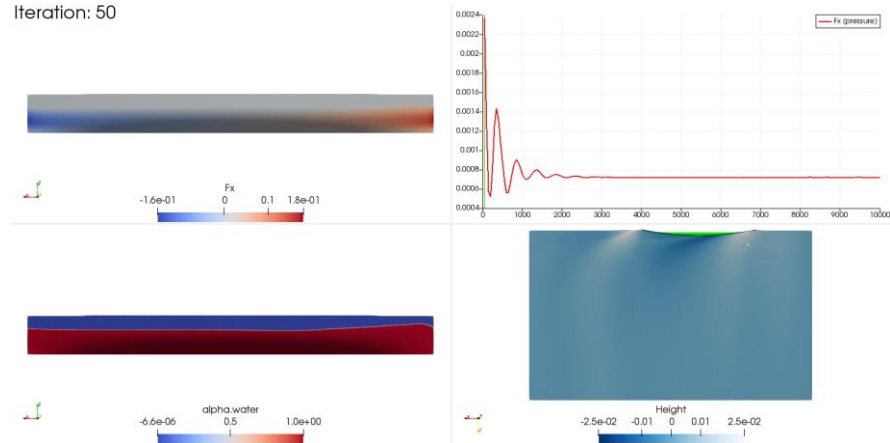 Iteration: 50
Fx
-1.6e-01 0 0.1 1.8e-01
0.0024
0.0022
0.002
0.0018
0.0016
0.0014
0.0012
0.001
0.0008
0.0006
0.0004
0 1000 2000 3000 4000 5000 6000 7000 8000 9000 10000
Fx (pressure)
alpha.water
-6.6e-06 0.5 1.0e+00
Height
-2.5e-02 -0.01 0 0.01 2.5e-02